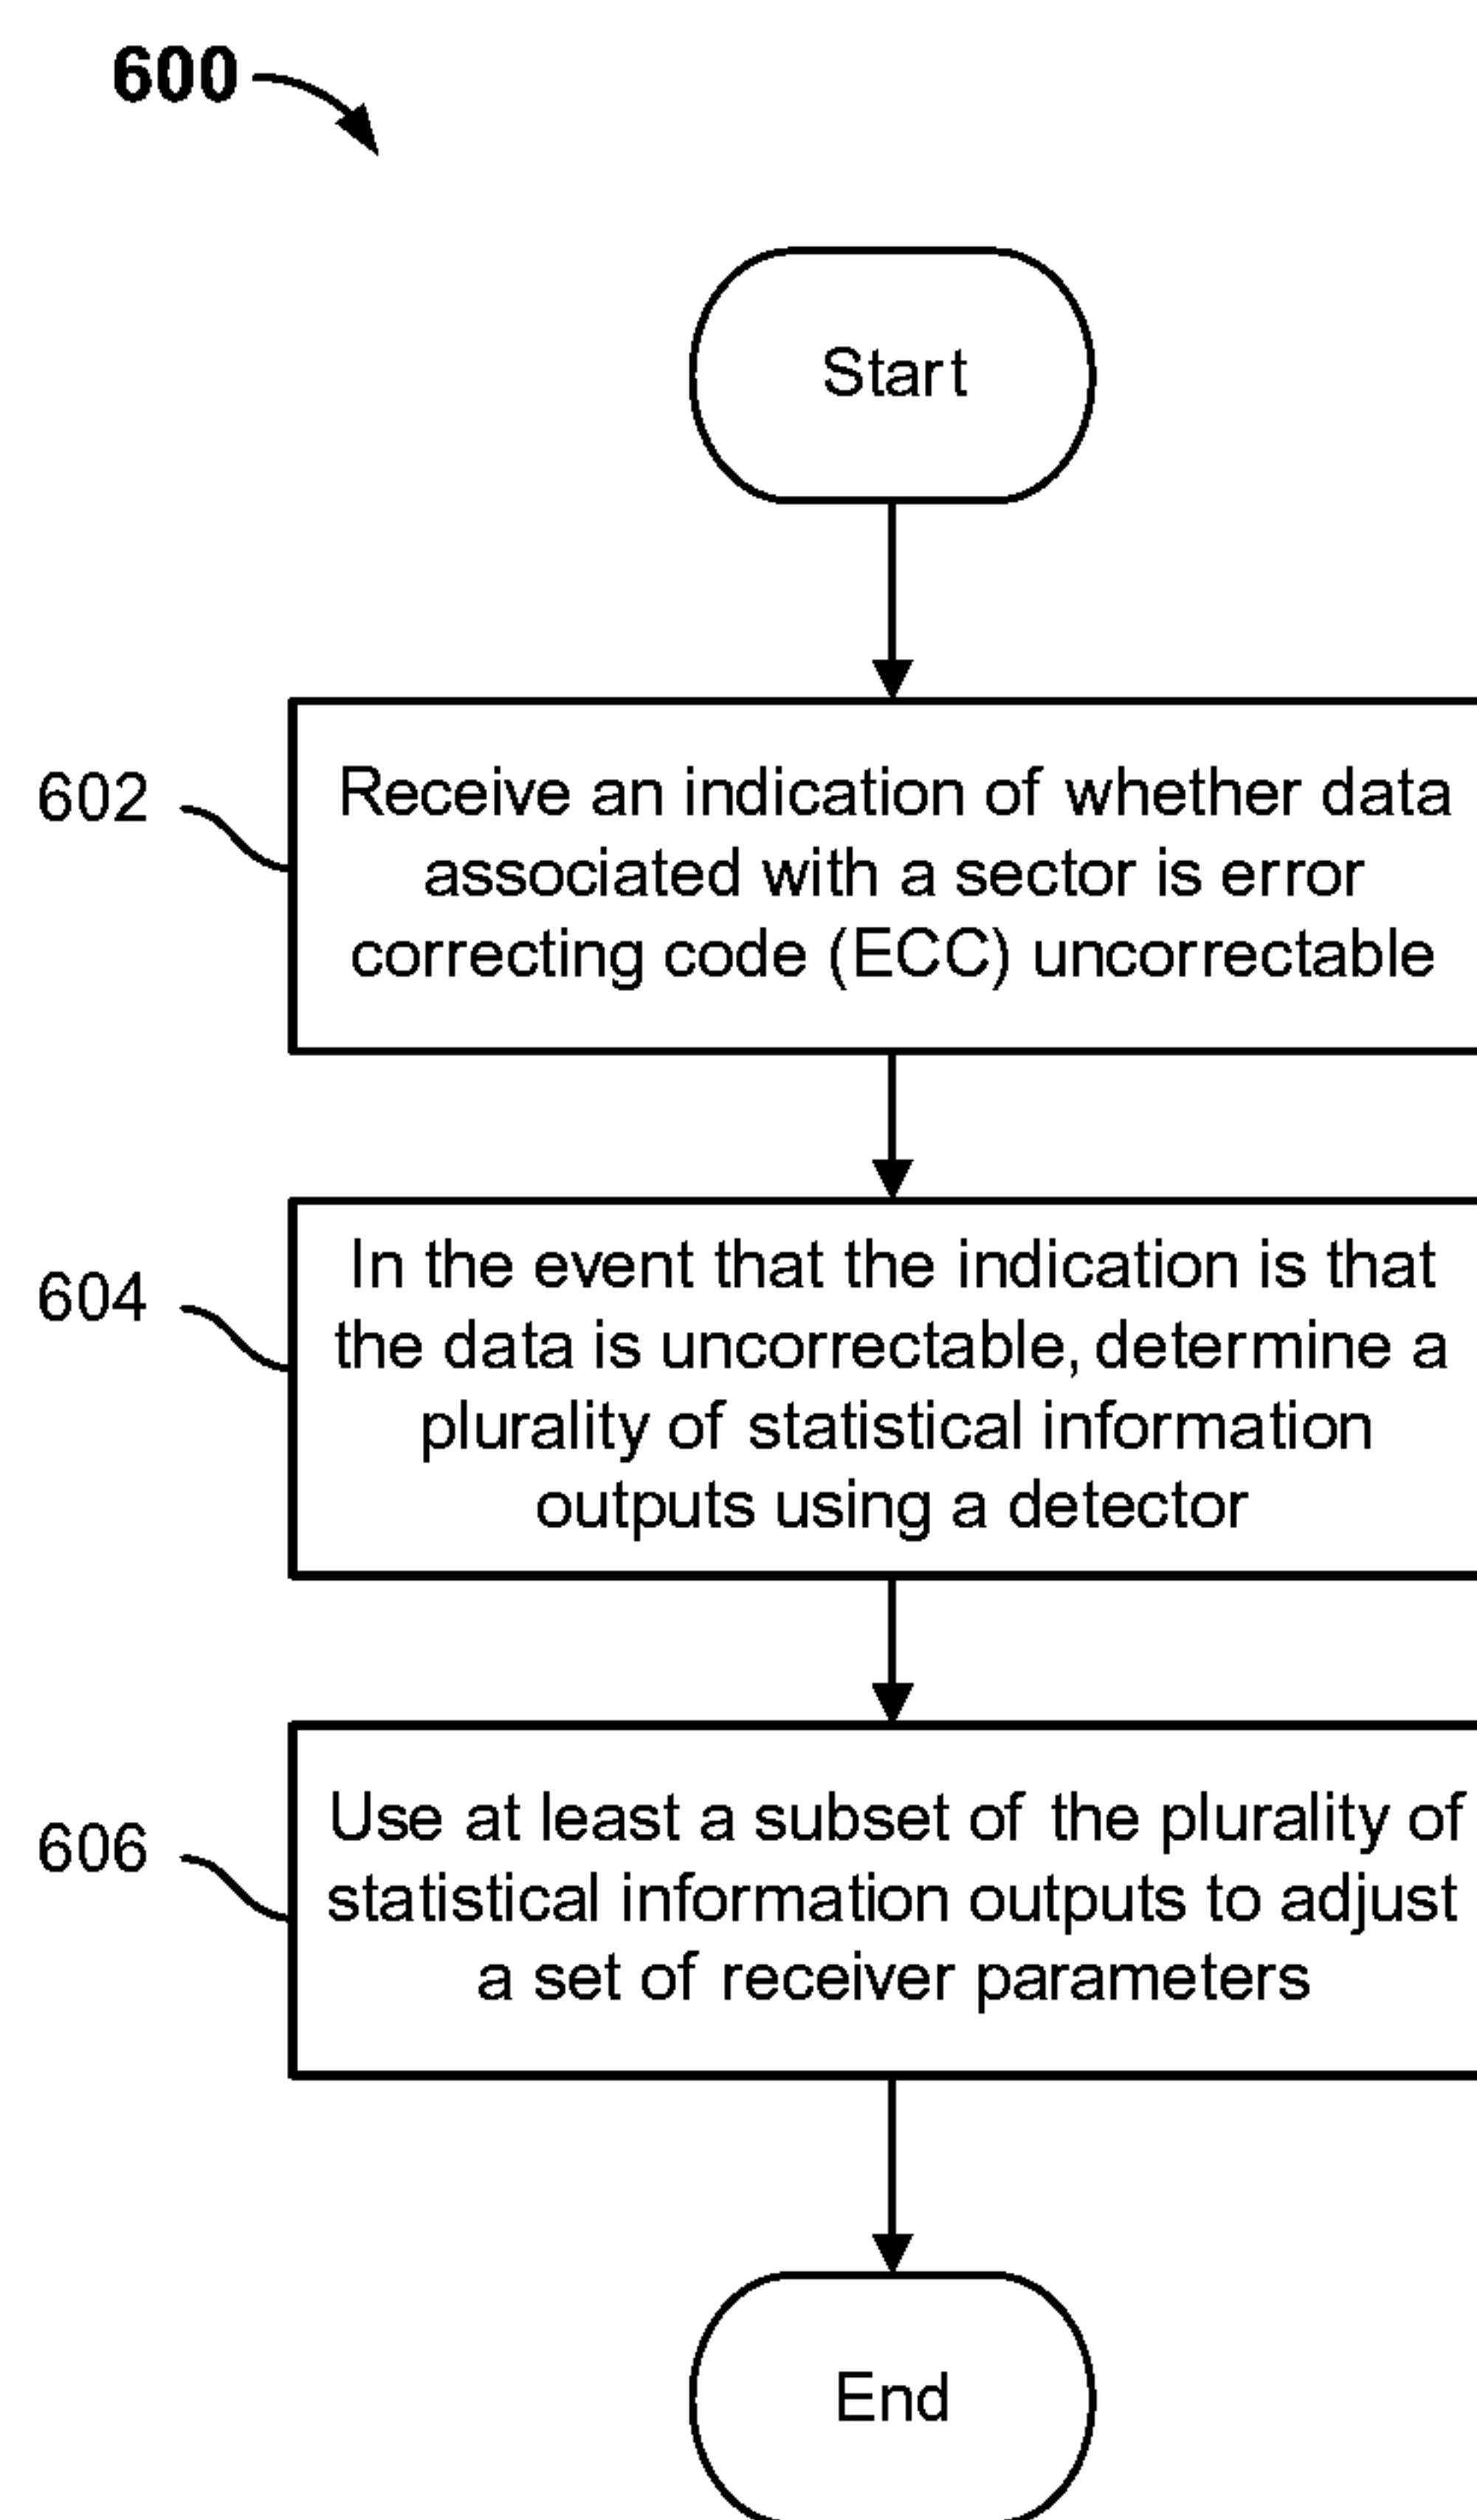 600
Start
602
Receive an indication of whether data
associated with a sector is error
correcting code (ECC) uncorrectable
604
In the event that the indication is that
the data is uncorrectable, determine a
plurality of statistical information
outputs using a detector
606
Use at least a subset of the plurality of
statistical information outputs to adjust
a set of receiver parameters
End